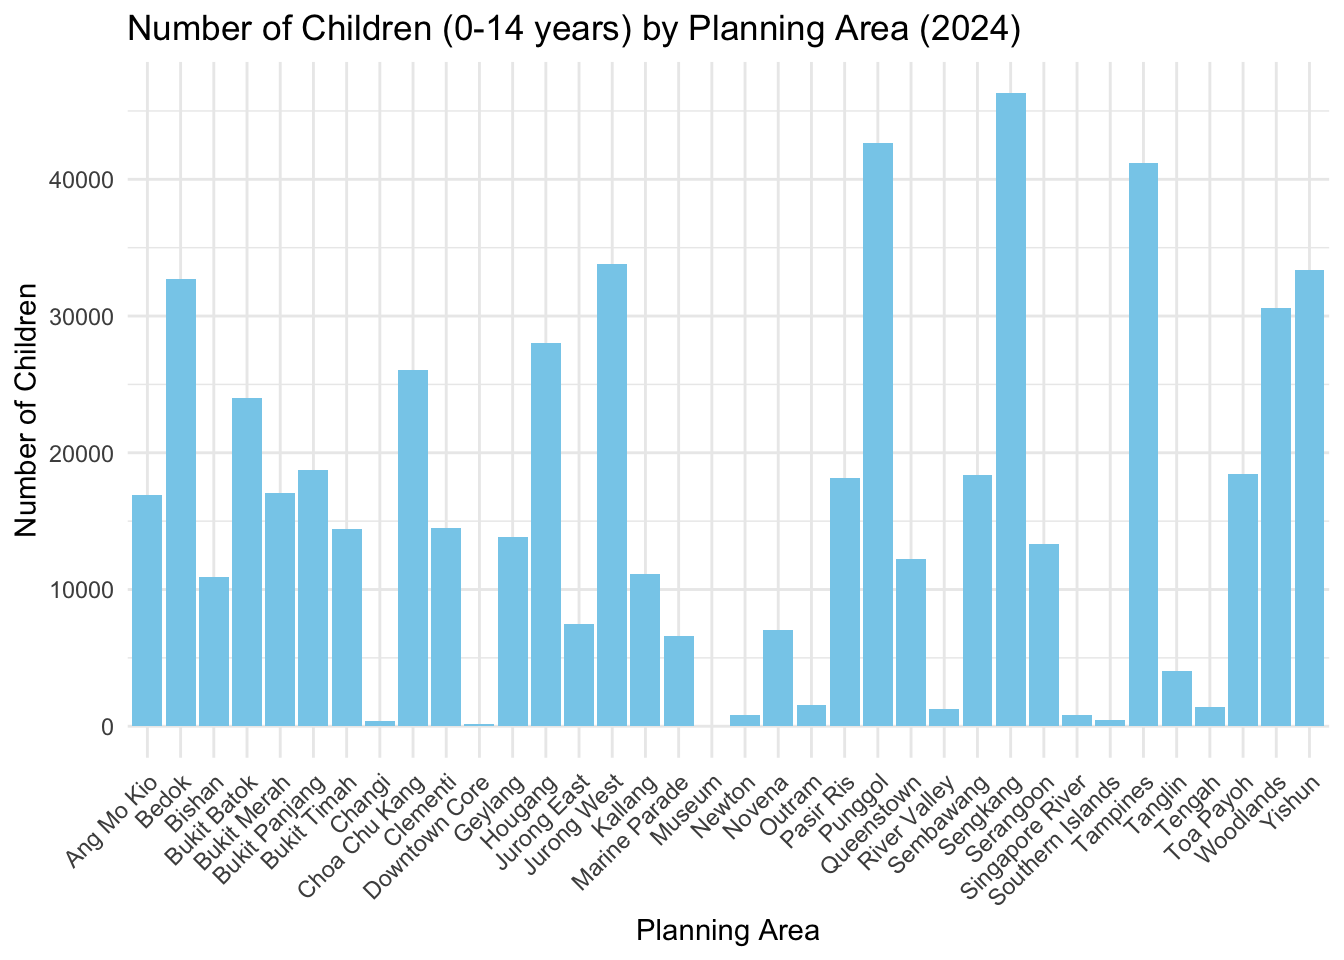 Number of Children (0-14 years) by Planning Area (2024)
Number of Children
40000
30000
20000
10000
0
Ang Mo Kio
Bedok
Bishan
Bukit Batok
Bukit Merah
Bukit Panjang
Bukit Timah
Changi
Choa Chu Kang
Clementi
Downtown Core
Geylang
Hougang
Jurong East
Jurong West
Kallang
Marine Parade
Museum
Newton
Novena
Outram
Pasir Ris
Punggol
Queenstown
River Valley
Sembawang
Sengkang
Serangoon
Singapore River
Southern Islands
Tampines
Tanglin
Tengah
Toa Payoh
Woodlands
Yishun
Planning Area